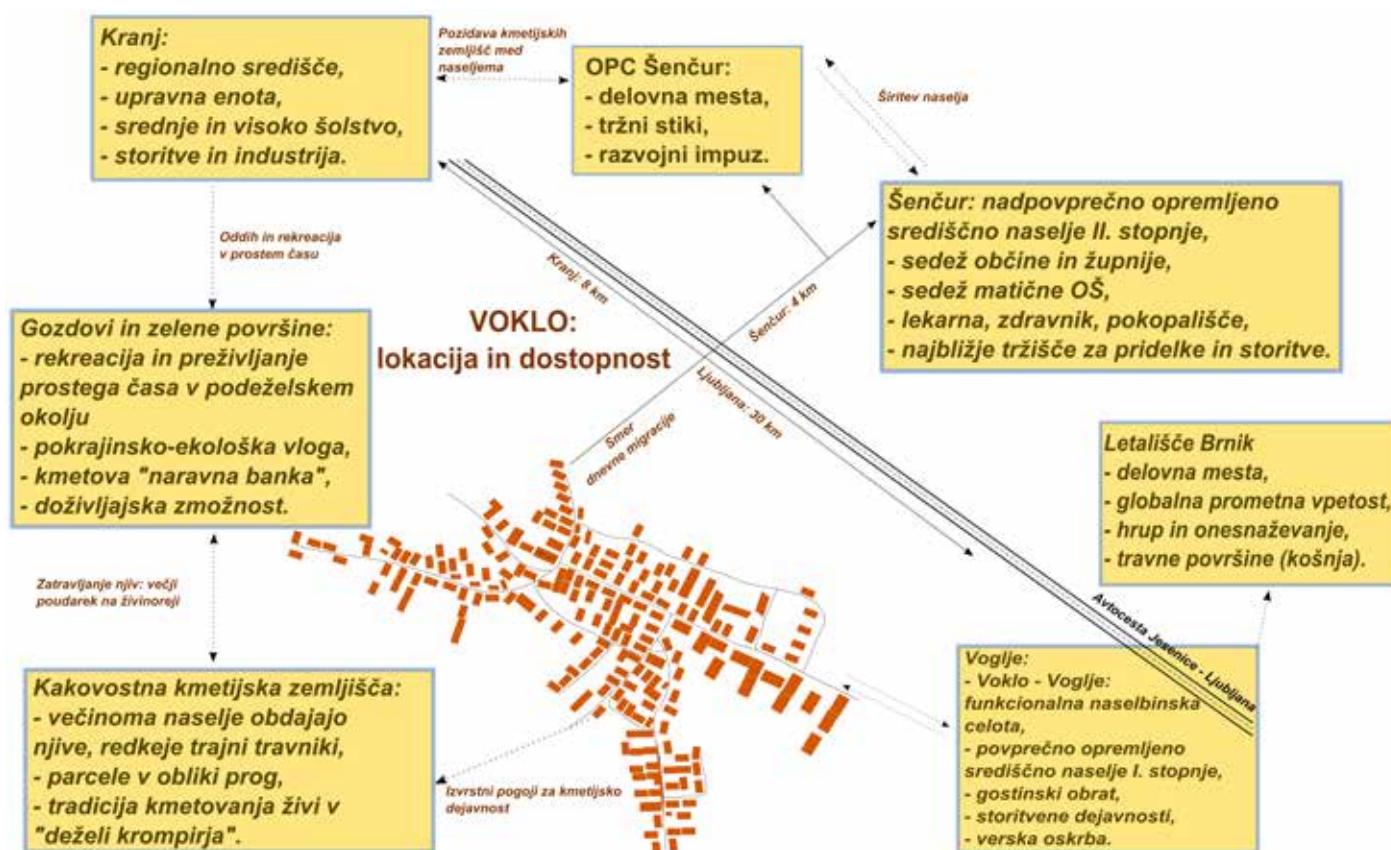 Kranj:
- regionalno središče,
- upravna enota,
- srednje in visoko šolstvo,
- storitve in industrija.
Pozidava kmetijskih
zemljišč med
naseljema
OPC Šenčur:
- delovna mesta,
- tržni stiki,
- razvojni impuz.
Širitev naselja
Šenčur: nadpovprečno opremljeno
središčno naselje II. stopnje,
- sedež občine in župnije,
- sedež matične OŠ,
- lekarna, zdravnik, pokopališče,
- najbližje tržišče za pridelke in storitve.
Oddih in rekreacija
v prostem času
Kranj: 8 km
Šenčur: 4 km
VOKLO:
lokacija in dostopnost
Ljubljana: 30 km
Smer
dnevne migracije
Gozdovi in zelene površine:
- rekreacija in preživljanje
prostega časa v podeželskem
okolju
- pokrajinsko-ekološka vloga,
- kmetova "naravna banka",
- doživljajska zmožnost.
Letališče Brnik
- delovna mesta,
- globalna prometna vpetost,
- hrup in onesnaževanje,
- travne površine (košnja).
Zatravljanje njiv: večji
poudarek na živinoreji
Avtocesta Jesenice - Ljubljana
Kakovostna kmetijska zemljišča:
- večinoma naselje obdajajo
njive, redkeje trajni travniki,
- parcele v obliki prog,
- tradicija kmetovanja živi v
"deželi krompirja".
Izvrstni pogoji za kmetijsko
dejavnost
Voglje:
- Voklo - Voglje:
funkcionalna naselbinska
celota,
- povprečno opremljeno
središčno naselje I. stopnje,
- gostinski obrat,
- storitvene dejavnosti,
- verska oskrba.